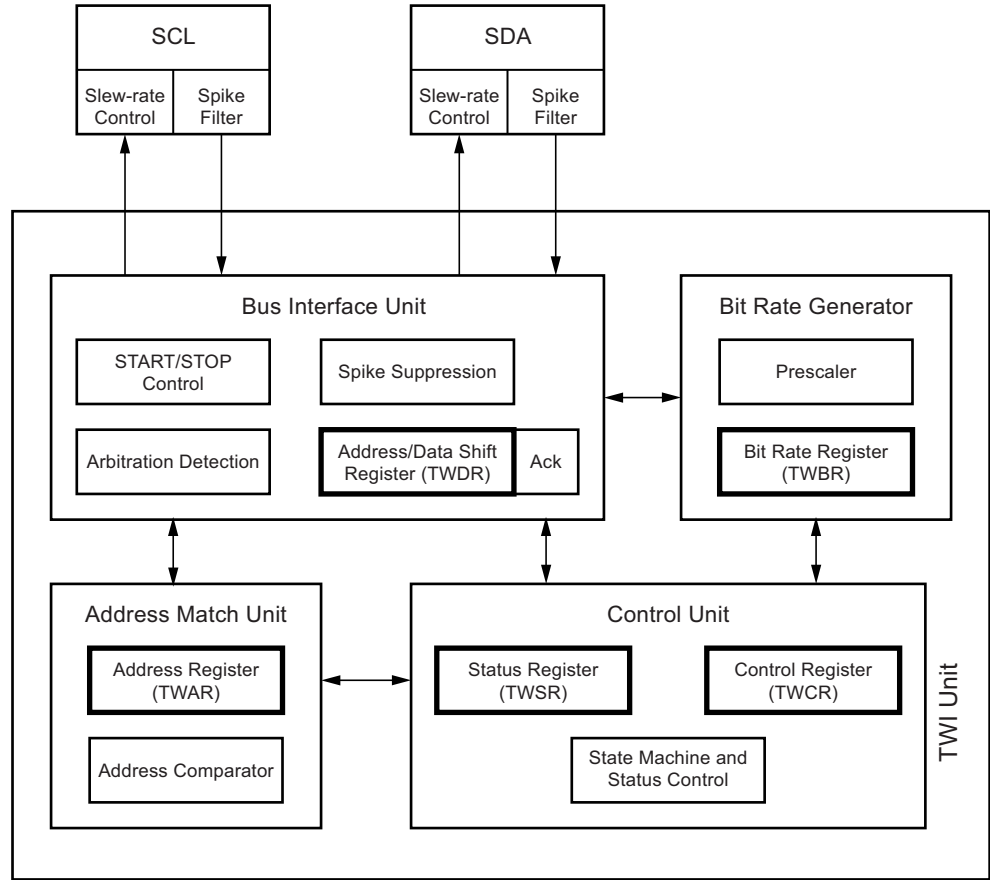 SCL
SDA
Slew-rate
Control
Spike
Filter
Slew-rate
Control
Spike
Filter
Bus Interface Unit
START/STOP
Control
Spike Suppression
Arbitration Detection
Address/Data Shift
Register (TWDR)
Ack
Bit Rate Generator
Prescaler
Bit Rate Register
(TWBR)
Address Match Unit
Address Register
(TWAR)
Address Comparator
Control Unit
Status Register
(TWSR)
Control Register
(TWCR)
State Machine and
Status Control
TWI Unit